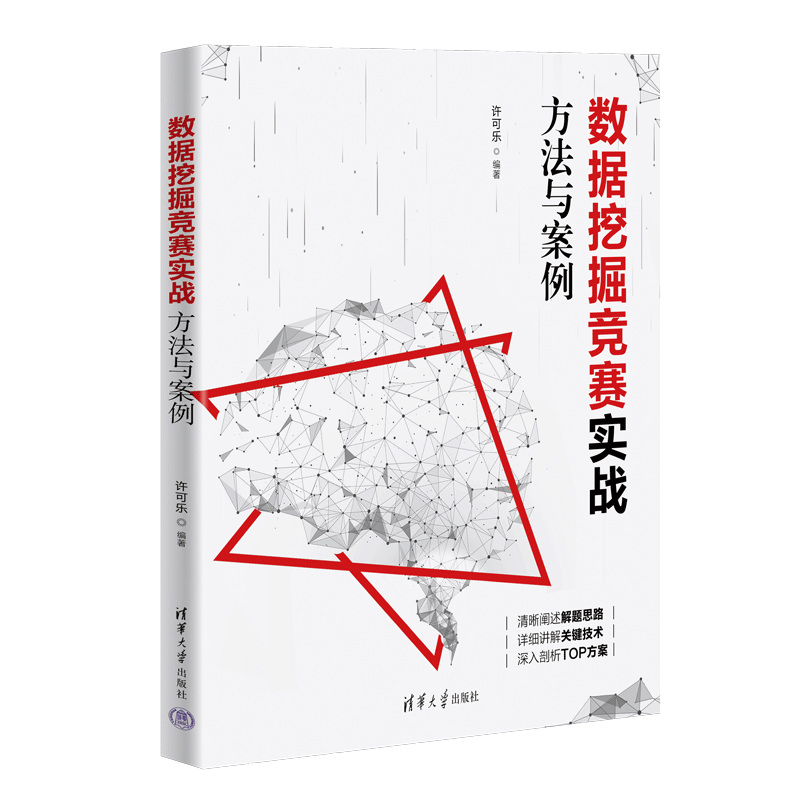 数据挖掘竞赛实战
方法与案例
许可乐 ◎ 编著
清晰阐述解题思路
详细讲解关键技术
深入剖析TOP方案
清华大学出版社
数据挖掘竞赛实战
方法与案例
许可乐 ◎ 编著
清华大学出版社